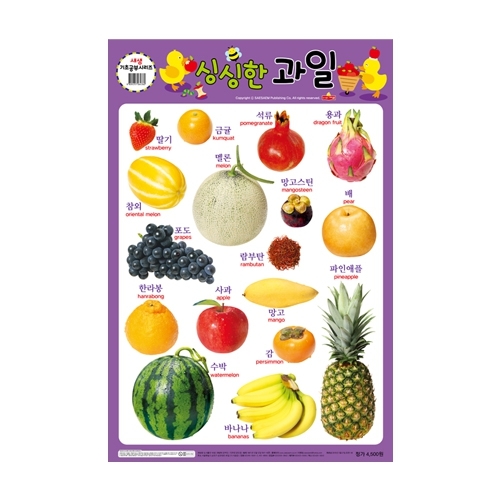 새샘
기초공부시리즈
싱싱한 과일
딸기
strawberry
금귤
kumquat
석류
pomegranate
용과
dragon fruit
멜론
melon
참외
oriental melon
망고스틴
mangosteen
배
pear
포도
grapes
람부탄
rambutan
파인애플
pineapple
한라봉
hanrabong
사과
apple
망고
mango
감
persimmon
수박
watermelon
바나나
bananas
정가 4,500원